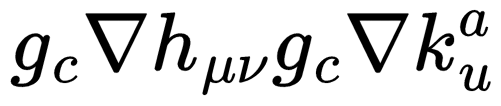 $g_c \nabla h_{\mu\nu} g_c \nabla k_u^a$